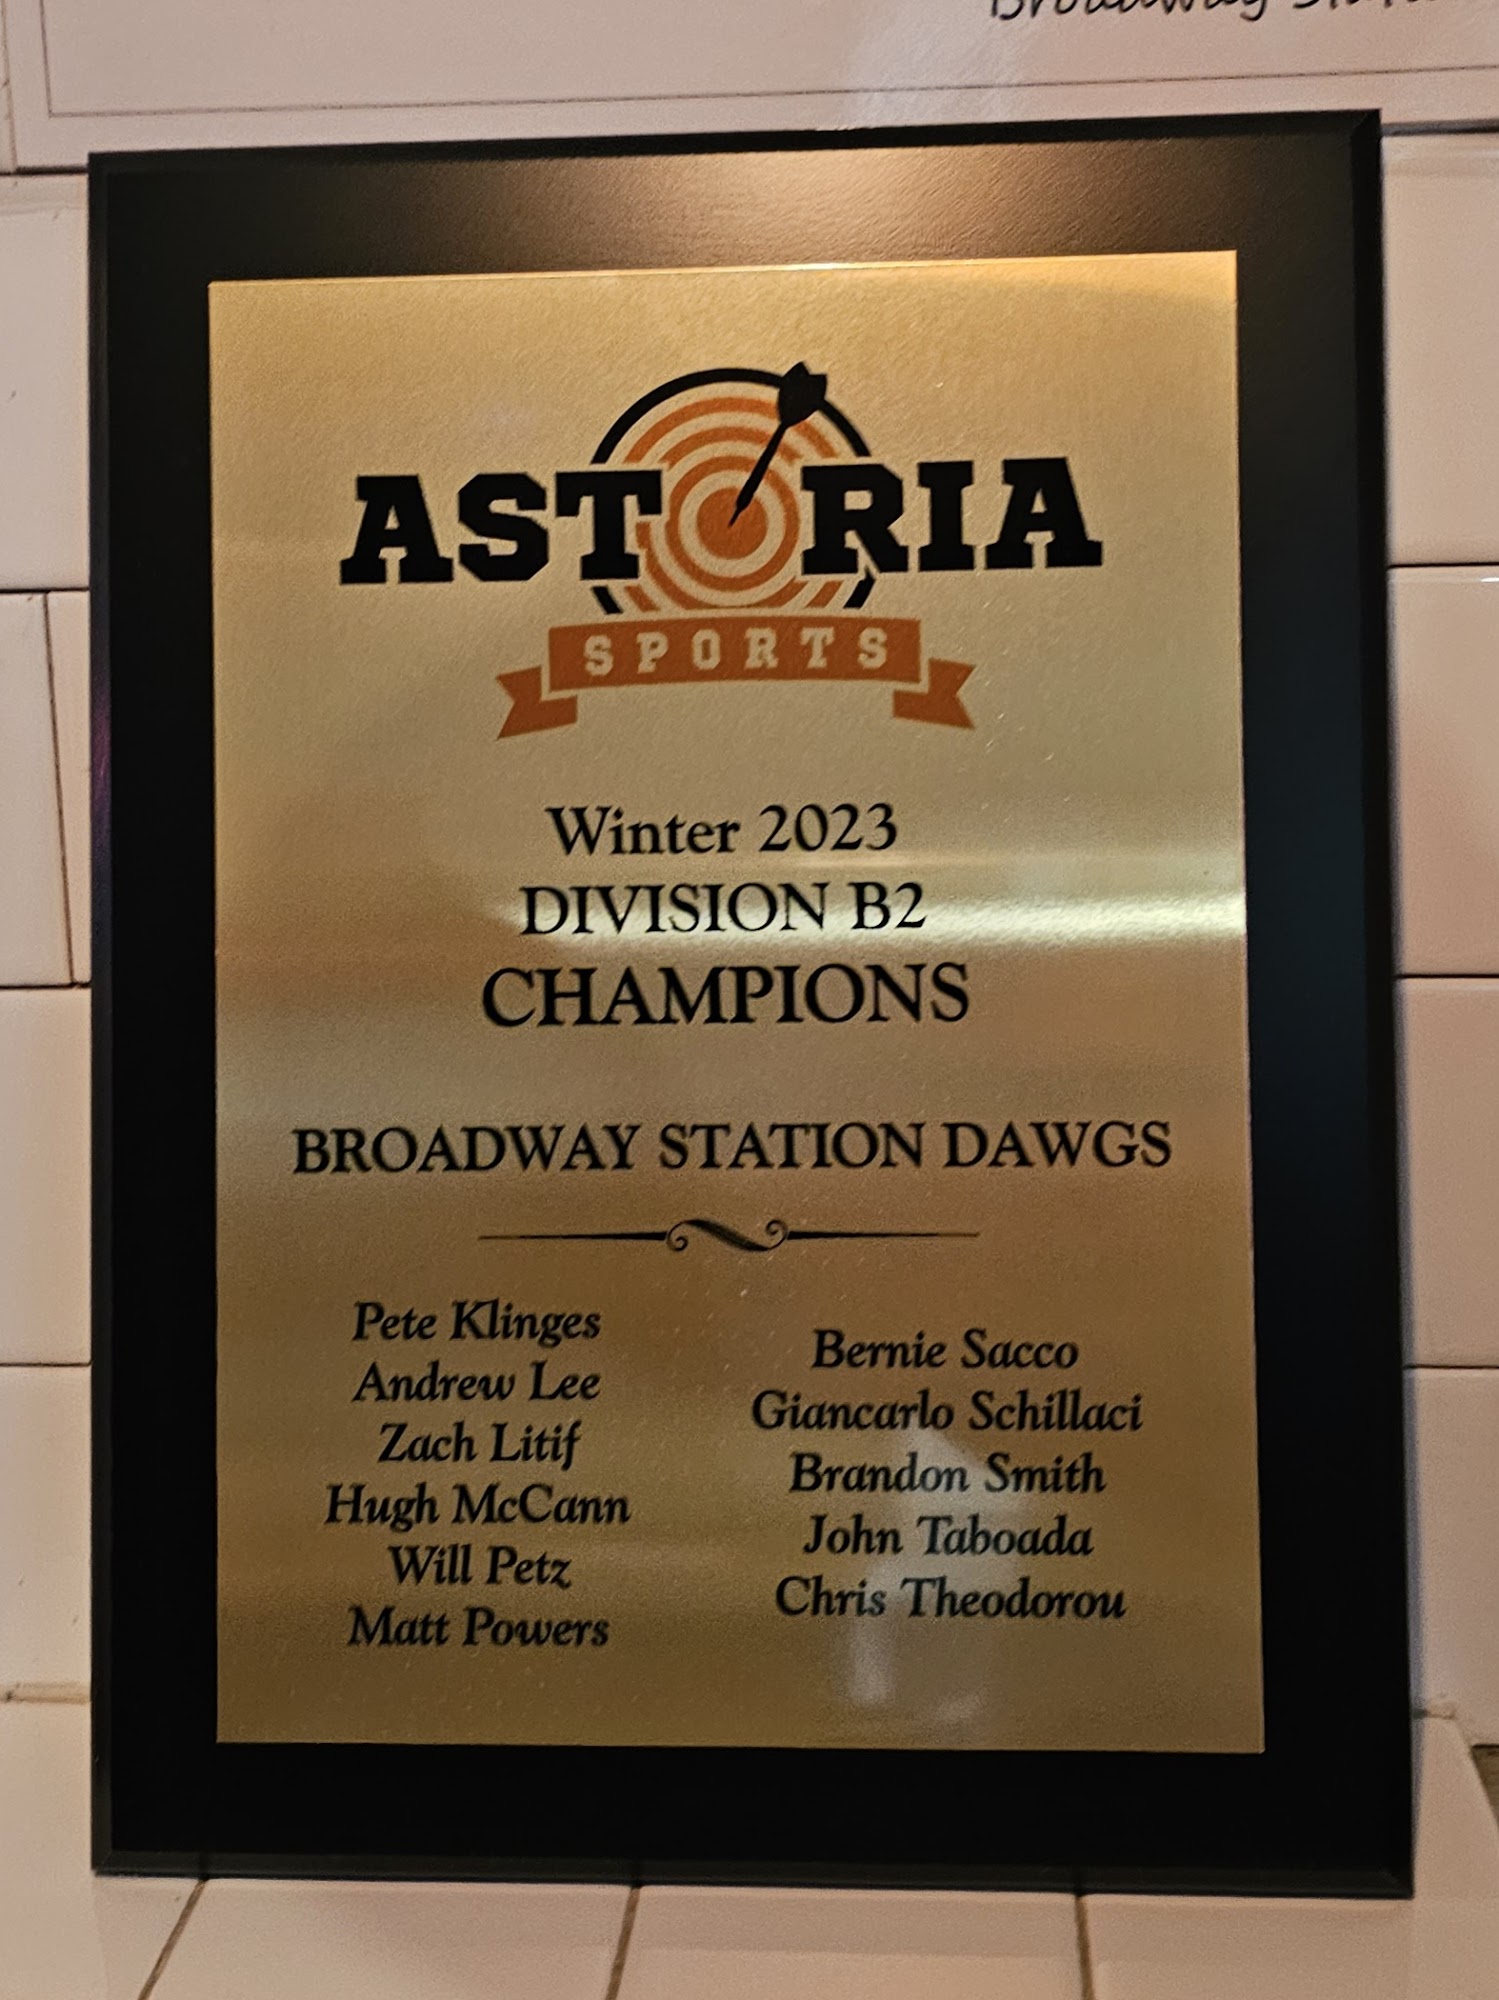 Broadway
ASTORIA
SPORTS
Winter 2023
DIVISION B2
CHAMPIONS
BROADWAY STATION DAWGS
Pete Klinges
Andrew Lee
Zach Litif
Hugh McCann
Will Petz
Matt Powers
Bernie Sacco
Giancarlo Schillaci
Brandon Smith
John Taboada
Chris Theodorou